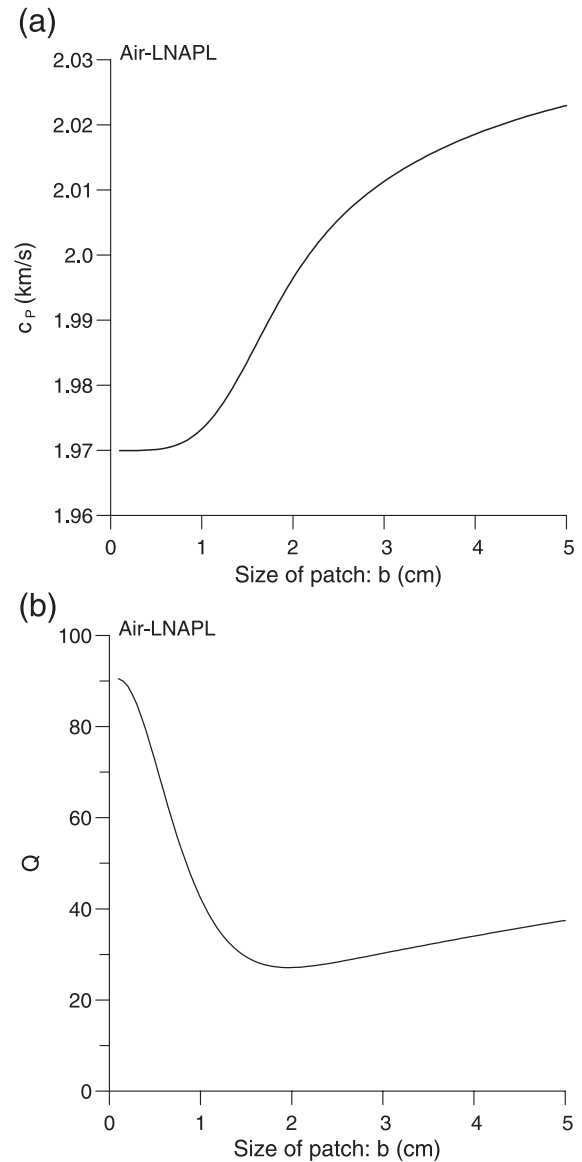 (a)
Air-LNAPL
2.03
2.02
2.01
2.0
1.99
1.98
1.97
1.96
c_P (km/s)
0 1 2 3 4 5
Size of patch: b (cm)
(b)
Air-LNAPL
100
80
60
40
20
0
Q
0 1 2 3 4 5
Size of patch: b (cm)